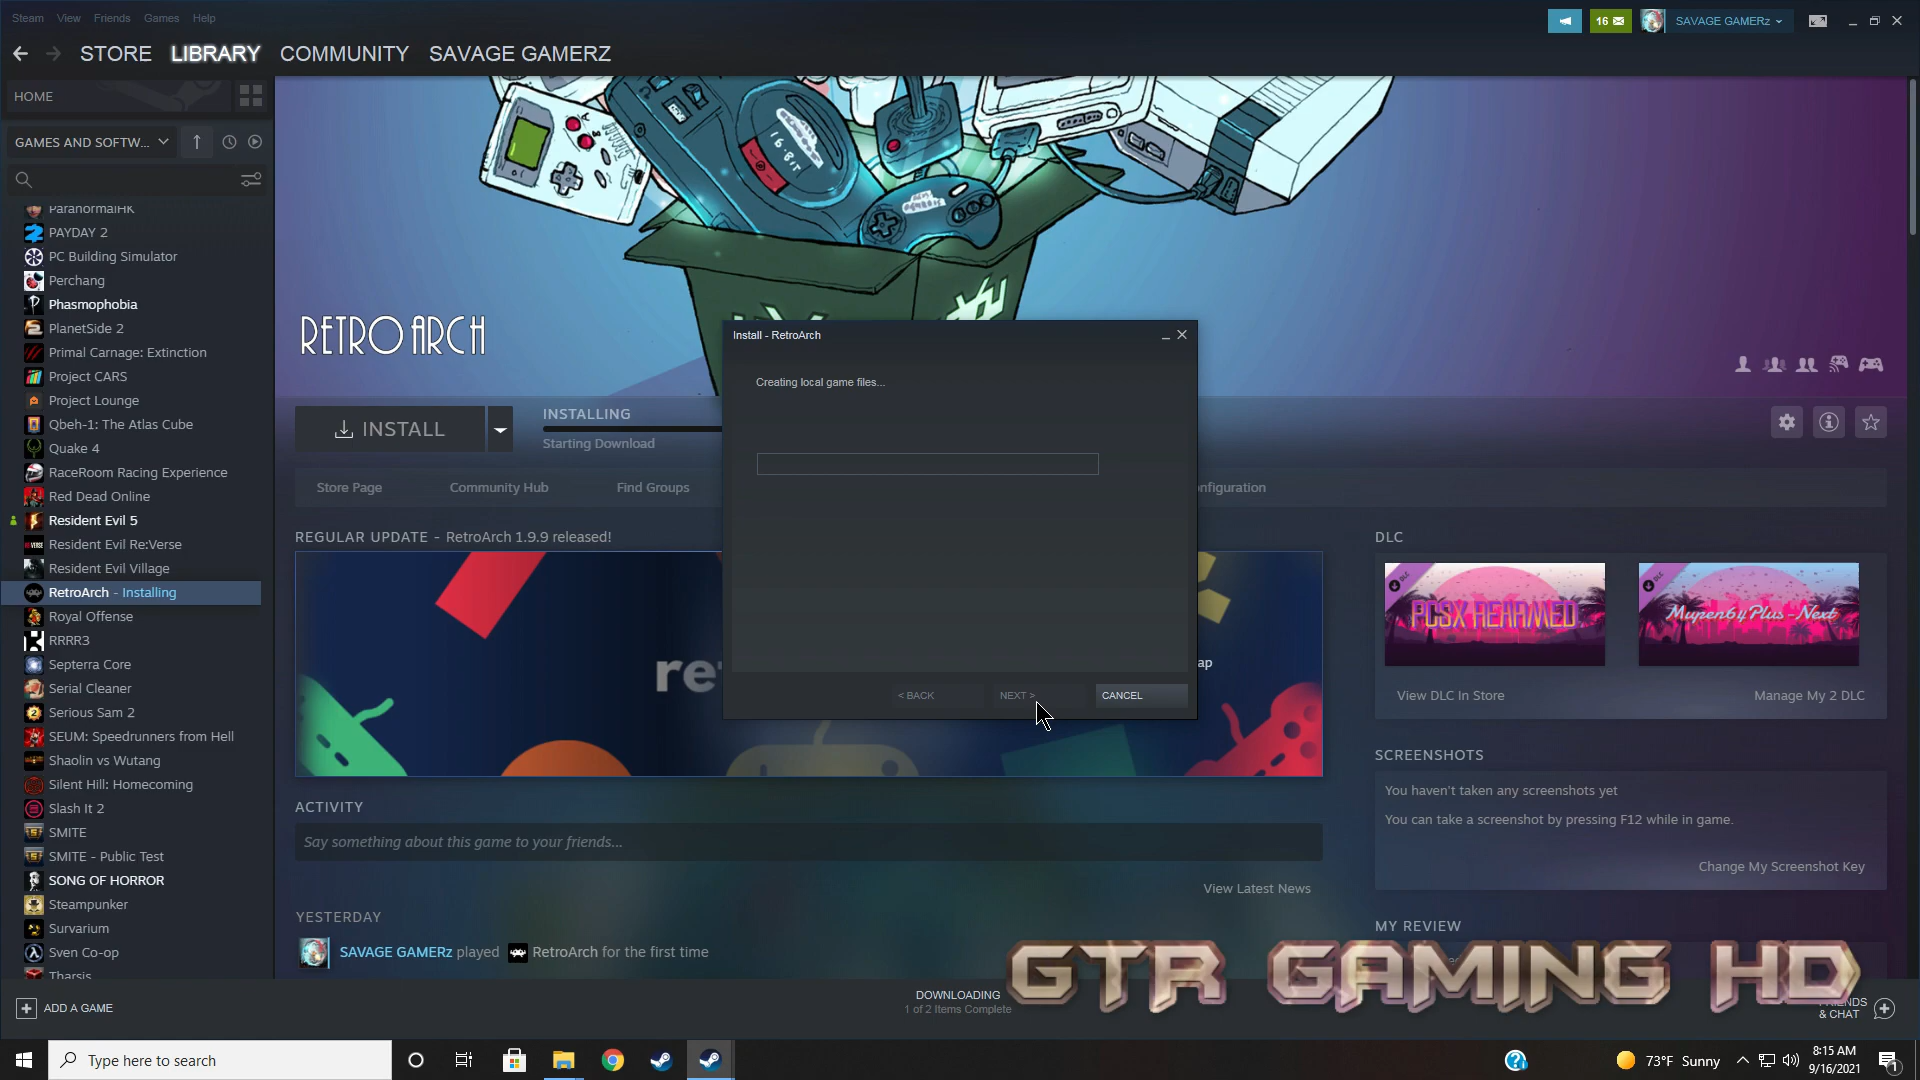 Steam View Friends Games Help
16
SAVAGE GAMERz
STORE LIBRARY COMMUNITY SAVAGE GAMERZ
HOME
GAMES AND SOFTW...
ParanormalHK
PAYDAY 2
PC Building Simulator
Perchang
Phasmophobia
PlanetSide 2
Primal Carnage: Extinction
Project CARS
Project Lounge
Qbeh-1: The Atlas Cube
Quake 4
RaceRoom Racing Experience
Red Dead Online
Resident Evil 5
Resident Evil Re:Verse
Resident Evil Village
RetroArch - Installing
Royal Offense
RRRR3
Septerra Core
Serial Cleaner
Serious Sam 2
SEUM: Speedrunners from Hell
Shaolin vs Wutang
Silent Hill: Homecoming
Slash It 2
SMITE
SMITE - Public Test
SONG OF HORROR
Steampunker
Survarium
Sven Co-op
Tharsis
ADD A GAME
16-BIT
RETROARCH
INSTALL
INSTALLING
Starting Download
Store Page
Community Hub
Find Groups
onfiguration
Install - RetroArch
Creating local game files...
< BACK
NEXT >
CANCEL
REGULAR UPDATE - RetroArch 1.9.9 released!
re
ap
ACTIVITY
Say something about this game to your friends...
View Latest News
YESTERDAY
SAVAGE GAMERz played RetroArch for the first time
DLC
PCSX REARMED
Mupen64Plus-Next
View DLC In Store
Manage My 2 DLC
SCREENSHOTS
You haven't taken any screenshots yet
You can take a screenshot by pressing F12 while in game.
Change My Screenshot Key
MY REVIEW
GTR GAMING HD
DOWNLOADING
1 of 2 Items Complete
FRIENDS
& CHAT
Type here to search
73°F Sunny
8:15 AM
9/16/2021
1